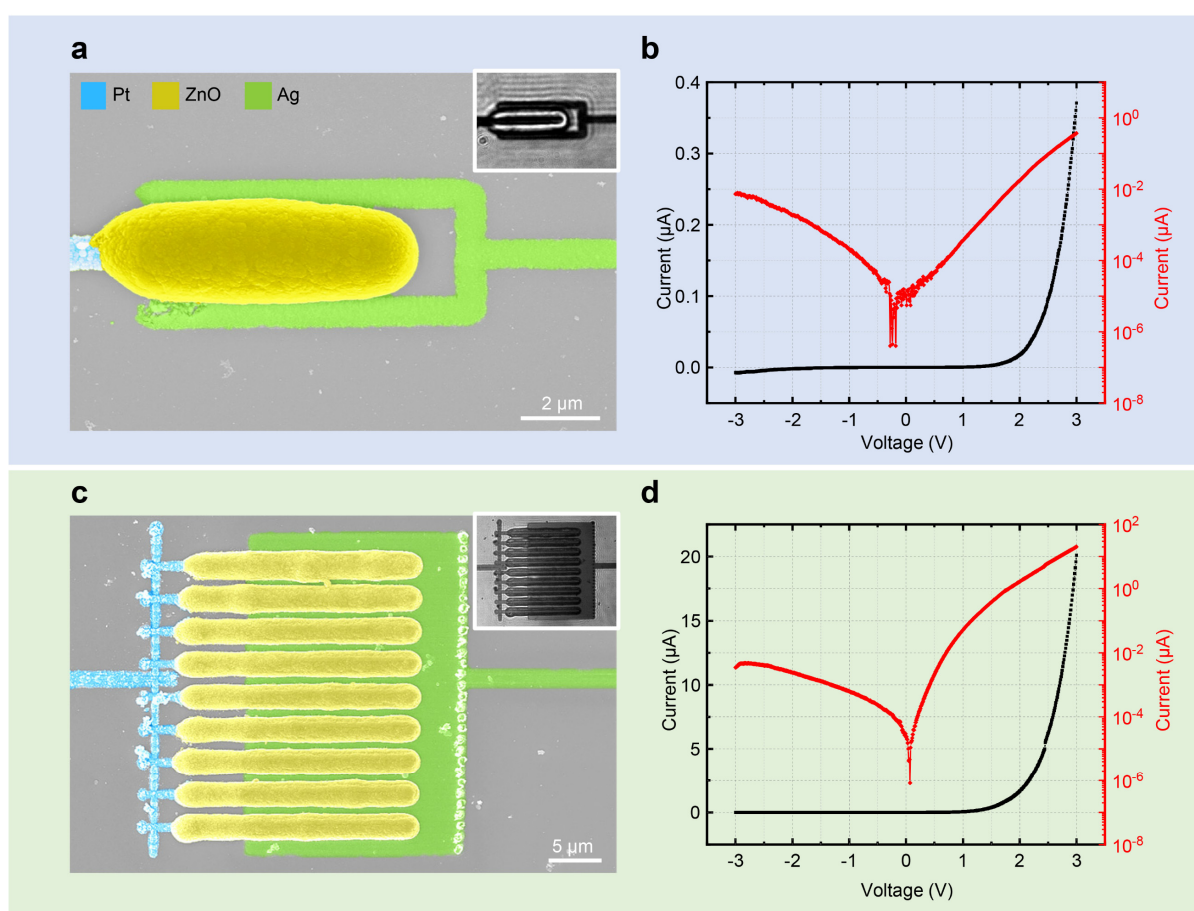 a
Pt ZnO Ag
2 µm
b
0.4
0.3
0.2
0.1
0.0
Current (µA)
10^0
10^-2
10^-4
10^-6
10^-8
Current (µA)
-3 -2 -1 0 1 2 3
Voltage (V)
c
5 µm
d
20
15
10
5
0
Current (µA)
10^2
10^0
10^-2
10^-4
10^-6
10^-8
Current (µA)
-3 -2 -1 0 1 2 3
Voltage (V)